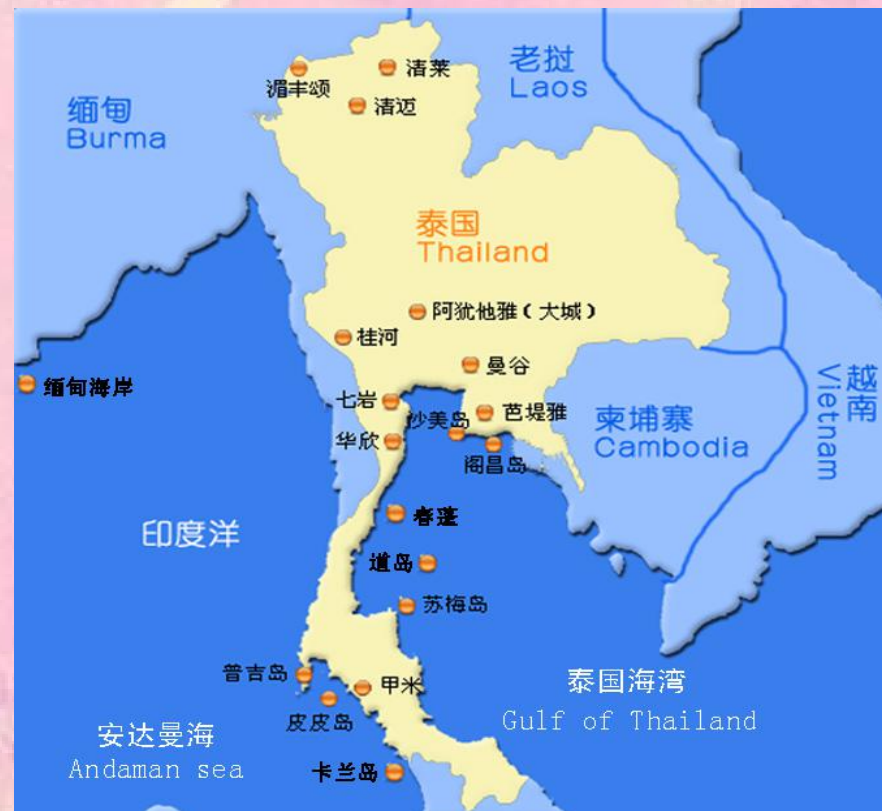 老挝
Laos
清莱
湄丰颂
清迈
缅甸
Burma
泰国
Thailand
阿犹他雅（大城）
桂河
曼谷
缅甸海岸
七岩
沙美岛
芭堤雅
华欣
阁昌岛
柬埔寨
Cambodia
越南
Vietnam
印度洋
春蓬
道岛
苏梅岛
普吉岛
甲米
皮皮岛
泰国海湾
Gulf of Thailand
安达曼海
Andaman sea
卡兰岛